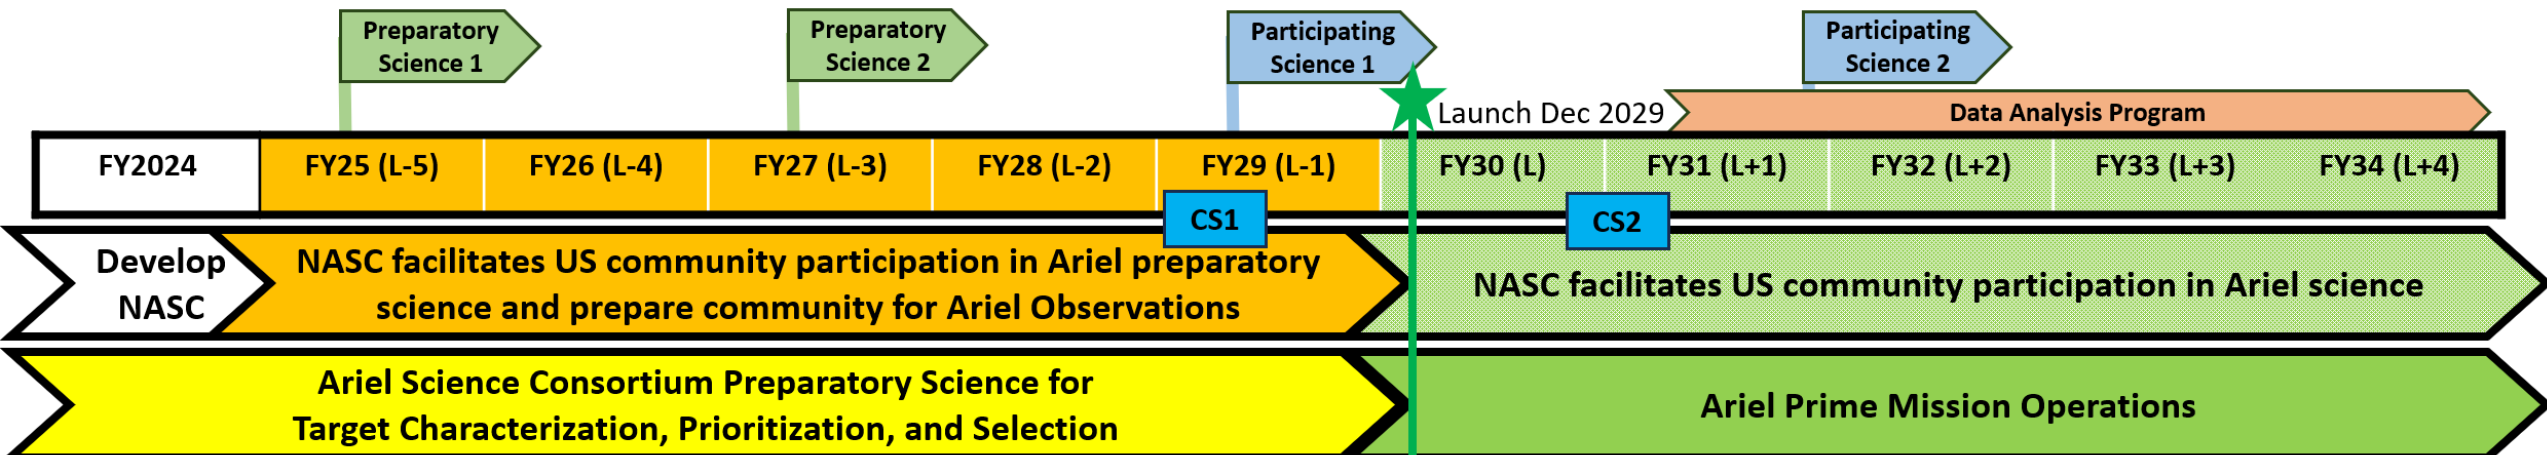 Preparatory
Science 1
Preparatory
Science 2
Participating
Science 1
Participating
Science 2
Launch Dec 2029
Data Analysis Program
FY2024
FY25 (L-5)
FY26 (L-4)
FY27 (L-3)
FY28 (L-2)
FY29 (L-1)
FY30 (L)
FY31 (L+1)
FY32 (L+2)
FY33 (L+3)
FY34 (L+4)
CS1
CS2
Develop
NASC
NASC facilitates US community participation in Ariel preparatory
science and prepare community for Ariel Observations
NASC facilitates US community participation in Ariel science
Ariel Science Consortium Preparatory Science for
Target Characterization, Prioritization, and Selection
Ariel Prime Mission Operations